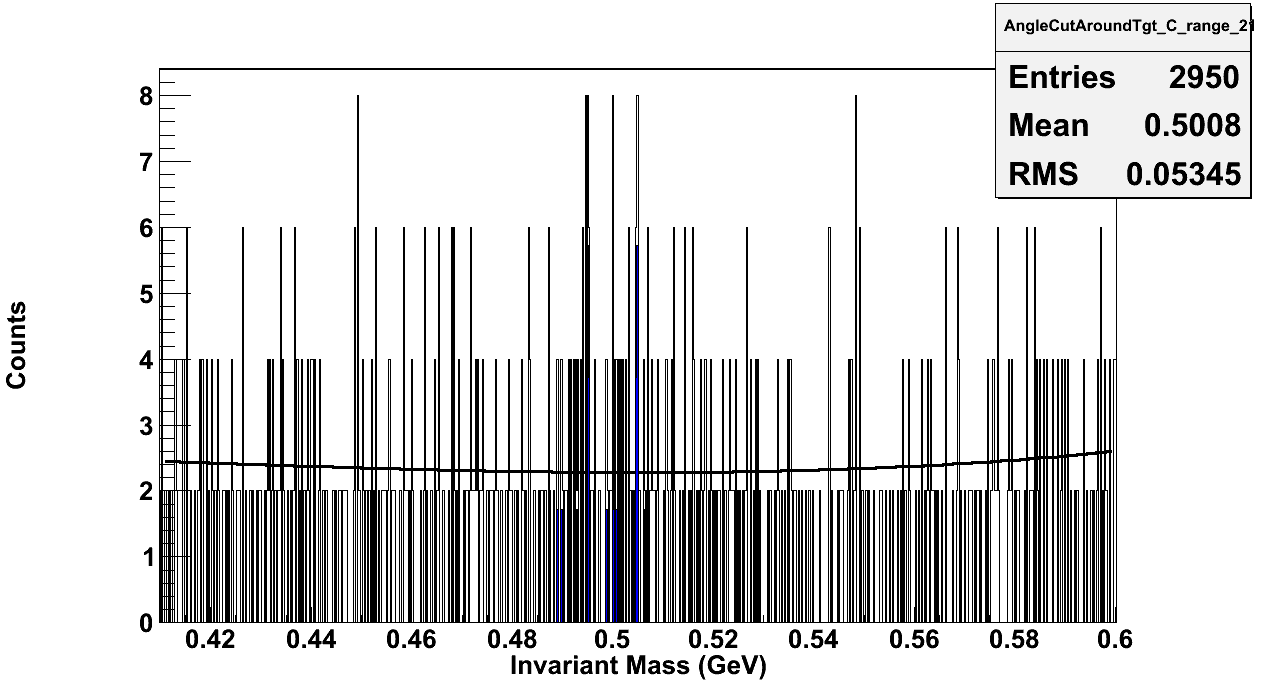 AngleCutAroundTgt_C_range_21
Entries 2950
Mean 0.5008
RMS 0.05345
Counts
8
7
6
5
4
3
2
1
0
0.42 0.44 0.46 0.48 0.5 0.52 0.54 0.56 0.58 0.6
Invariant Mass (GeV)